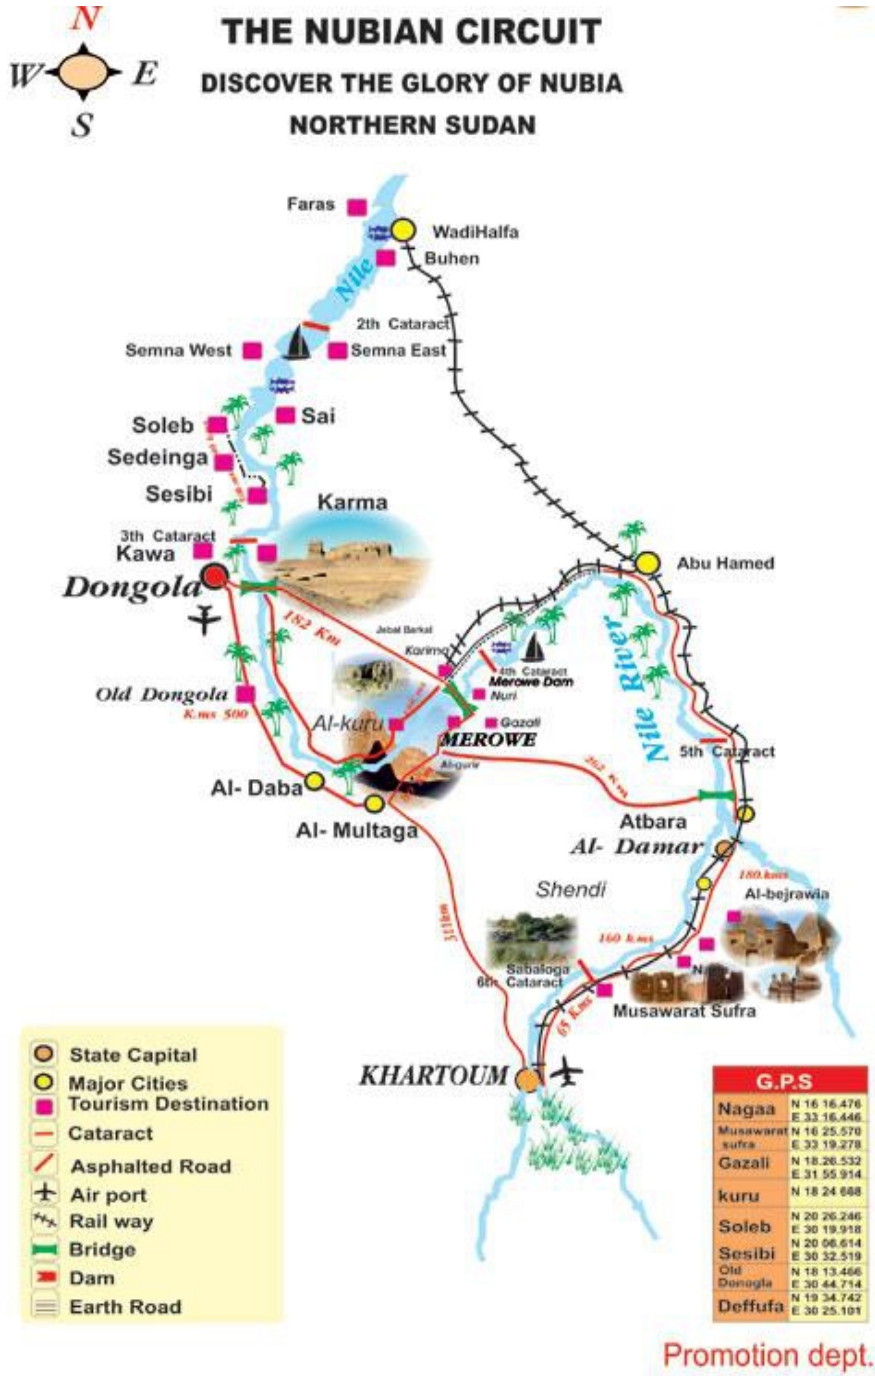 N
W E
S
THE NUBIAN CIRCUIT
DISCOVER THE GLORY OF NUBIA
NORTHERN SUDAN
Faras
WadiHalfa
Buhen
Nile
2th Cataract
Semna West
Semna East
Sai
Soleb
Sedeinga
Sesibi
Karma
3th Cataract
Kawa
Dongola
Abu Hamed
182 Km
Jebal Barkal
Karima
4th Cataract
Merowe Dam
Nuri
Nile River
Old Dongola
K.ms 500
Al-kuru
Gazali
MEROWE
Al-gurir
5th Cataract
262 K.ms
Al- Daba
Al- Multaga
Atbara
Al- Damar
180.kms
Al-bejrawia
Shendi
311km
160 k.ms
Sabaloga
6th Cataract
Musawarat Sufra
65 K.ms
KHARTOUM
State Capital
Major Cities
Tourism Destination
Cataract
Asphalted Road
Air port
Rail way
Bridge
Dam
Earth Road
G.P.S
Nagaa N 16 16.476
E 33 16.446
Musawarat sufra N 16 25.570
E 33 19.278
Gazali N 18.26.532
E 31 55 914
kuru N 18 24 668
Soleb N 20 26.246
E 30 19.918
Sesibi N 20 06.614
E 30 32.519
Old Donogla N 18 13.466
E 30 44.714
Deffufa N 19 34.742
E 30 25.101
Promotion dept.